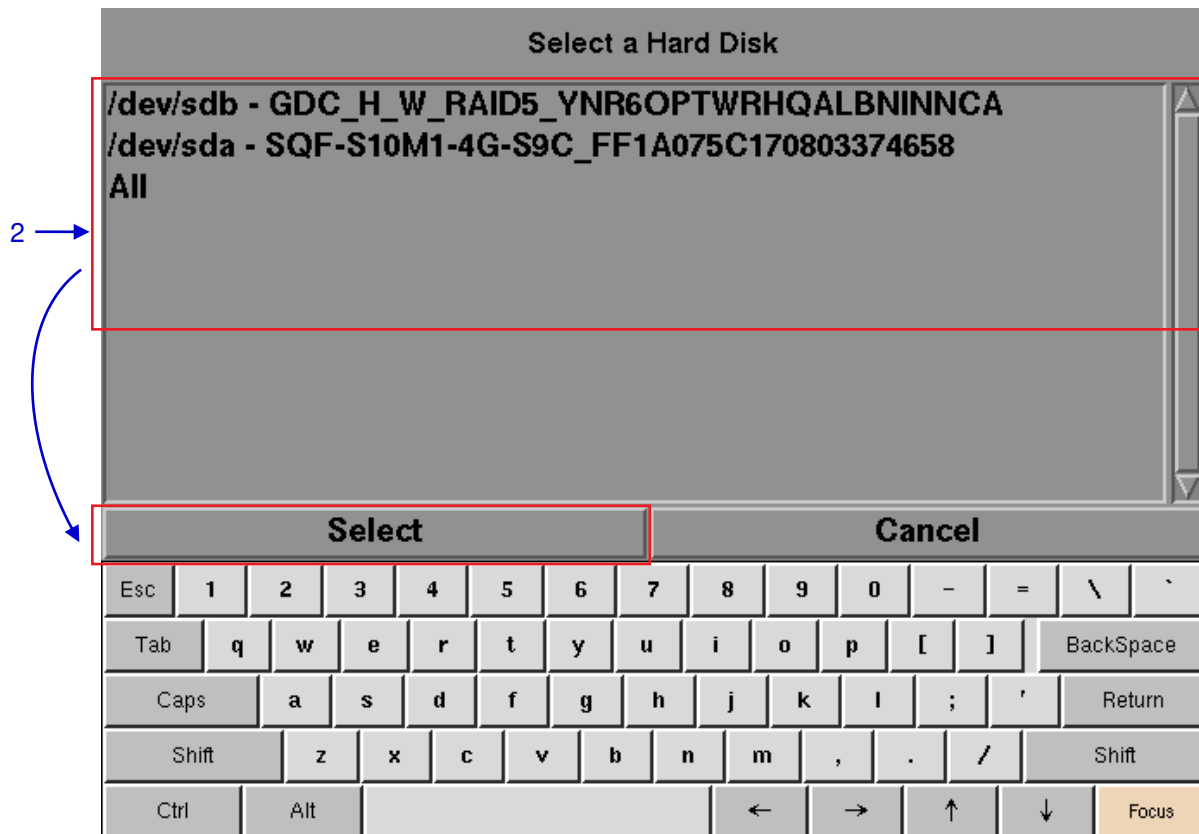 Select a Hard Disk
/dev/sdb - GDC_H_W_RAID5_YNR6OPTWRHQALBNINNCA
/dev/sda - SQF-S10M1-4G-S9C_FF1A075C170803374658
All
2
Select Cancel
Esc 1 2 3 4 5 6 7 8 9 0 - = \ `
Tab q w e r t y u i o p [ ] BackSpace
Caps a s d f g h j k l ; ' Return
Shift z x c v b n m , . / Shift
Ctrl Alt ← → ↑ ↓ Focus